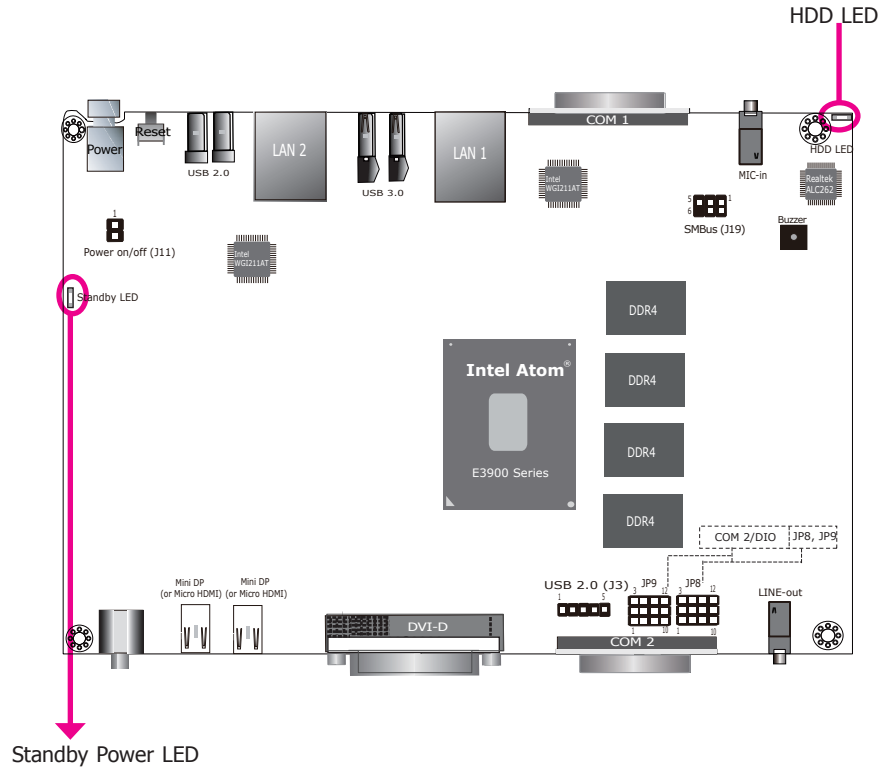 HDD LED
COM 1
Power
Reset
LAN 2
LAN 1
HDD LED
USB 2.0
USB 3.0
MIC-in
Intel
WGI211AT
Realtek
ALC262
5
1
6
SMBus (J19)
Buzzer
1
Power on/off (J11)
Intel
WGI211AT
Standby LED
DDR4
Intel Atom®
DDR4
DDR4
E3900 Series
DDR4
COM 2/DIO
JP8, JP9
Mini DP
(or Micro HDMI)
Mini DP
(or Micro HDMI)
USB 2.0 (J3)
1
5
JP9
3
12
1
10
JP8
3
12
1
10
LINE-out
DVI-D
COM 2
Standby Power LED